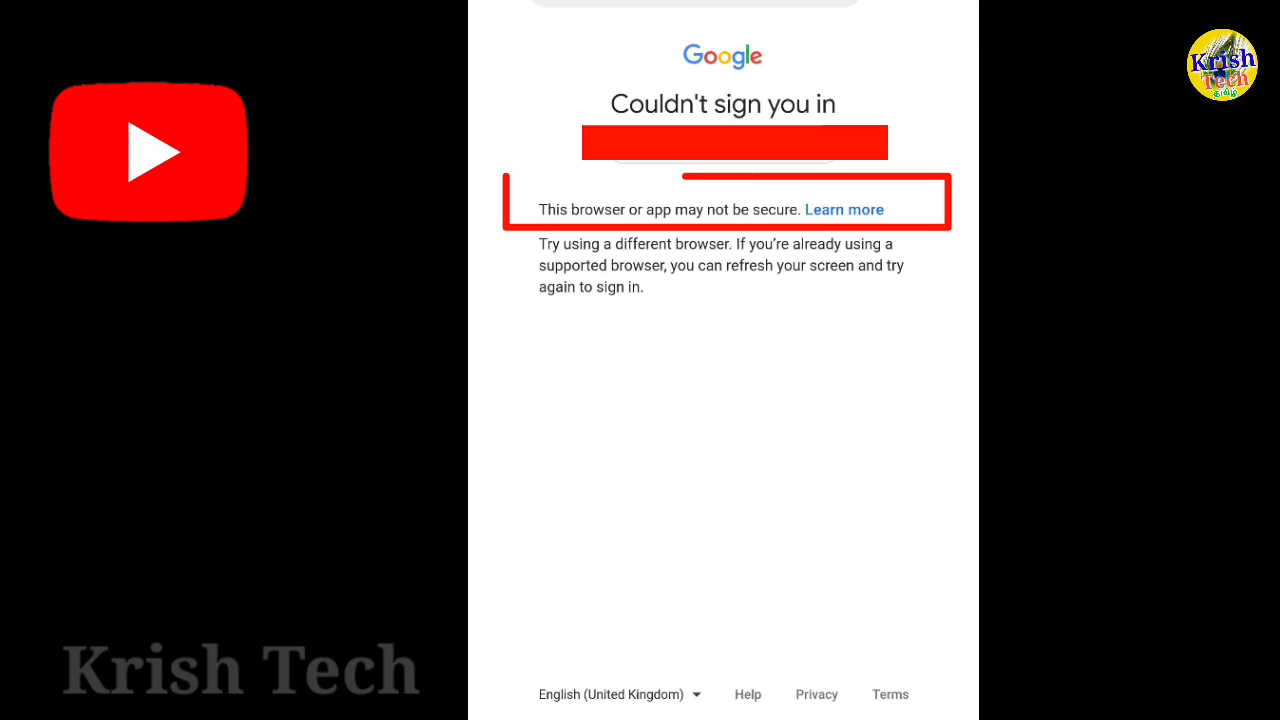 Google
Couldn't sign you in
This browser or app may not be secure. Learn more
Try using a different browser. If you're already using a
supported browser, you can refresh your screen and try
again to sign in.
English (United Kingdom) Help Privacy Terms
Krish Tech
Krish
Tech
தமிழ்